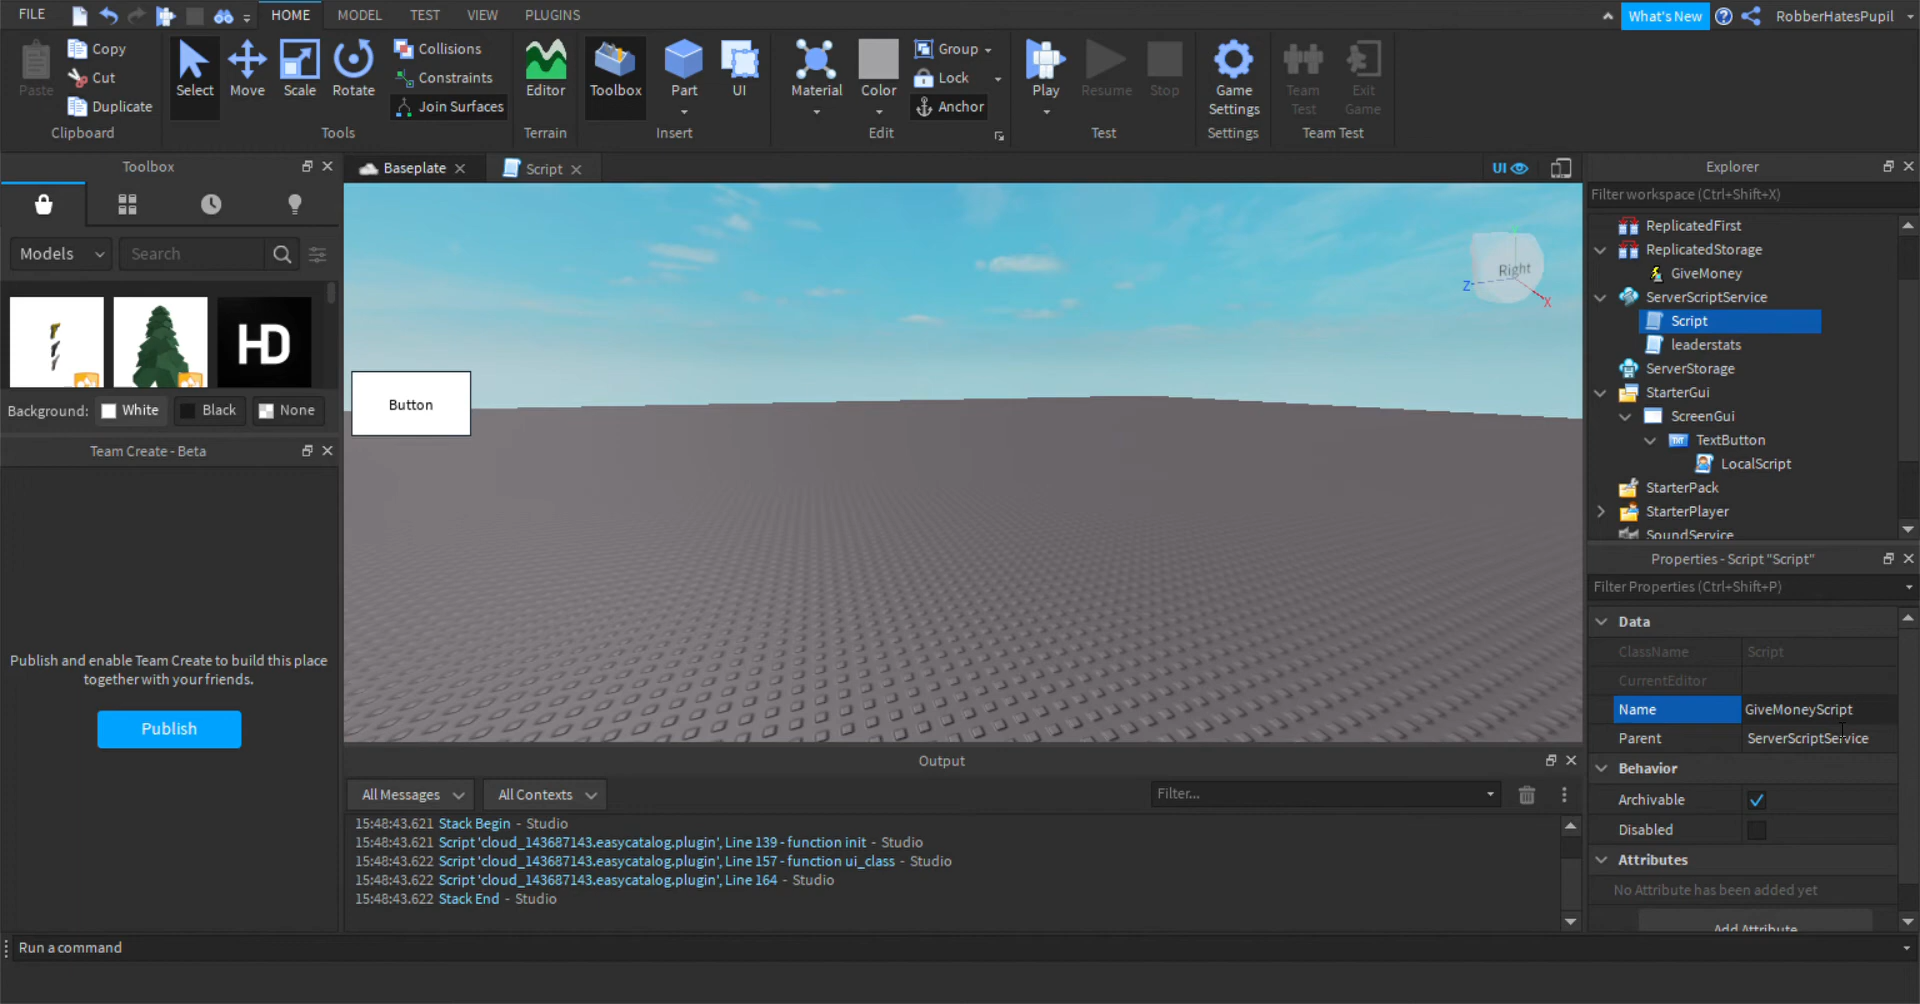 FILE HOME MODEL TEST VIEW PLUGINS What's New RobberHatesPupil
Paste Copy Cut Duplicate
Clipboard
Select Move Scale Rotate
Collisions
Constraints
Join Surfaces
Tools
Editor
Terrain
Toolbox Part UI
Insert
Material Color
Group
Lock
Anchor
Edit
Play Resume Stop
Test
Game Settings
Settings
Team Test Exit Game
Team Test
Toolbox
Models Search
HD
Background: White Black None
Team Create - Beta
Publish and enable Team Create to build this place
together with your friends.
Publish
Baseplate Script UI
Right
Z X
Button
Output
All Messages All Contexts Filter...
15:48:43.621 Stack Begin - Studio
15:48:43.621 Script 'cloud_143687143.easycatalog.plugin', Line 139 - function init - Studio
15:48:43.622 Script 'cloud_143687143.easycatalog.plugin', Line 157 - function ui_class - Studio
15:48:43.622 Script 'cloud_143687143.easycatalog.plugin', Line 164 - Studio
15:48:43.622 Stack End - Studio
Explorer
Filter workspace (Ctrl+Shift+X)
ReplicatedFirst
ReplicatedStorage
GiveMoney
ServerScriptService
Script
leaderstats
ServerStorage
StarterGui
ScreenGui
TextButton
LocalScript
StarterPack
StarterPlayer
SoundService
Properties - Script "Script"
Filter Properties (Ctrl+Shift+P)
Data
ClassName Script
CurrentEditor
Name GiveMoneyScript
Parent ServerScriptService
Behavior
Archivable
Disabled
Attributes
No Attribute has been added yet
Add Attribute
Run a command